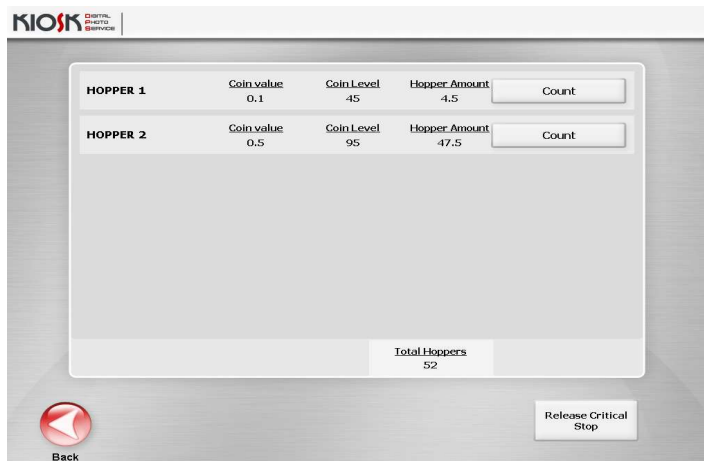 KIOSK DIGITAL
PHOTO
SERVICE
HOPPER 1 Coin value Coin Level Hopper Amount Count
0.1 45 4.5
HOPPER 2 Coin value Coin Level Hopper Amount Count
0.5 95 47.5
Total Hoppers
52
Release Critical
Stop
Back